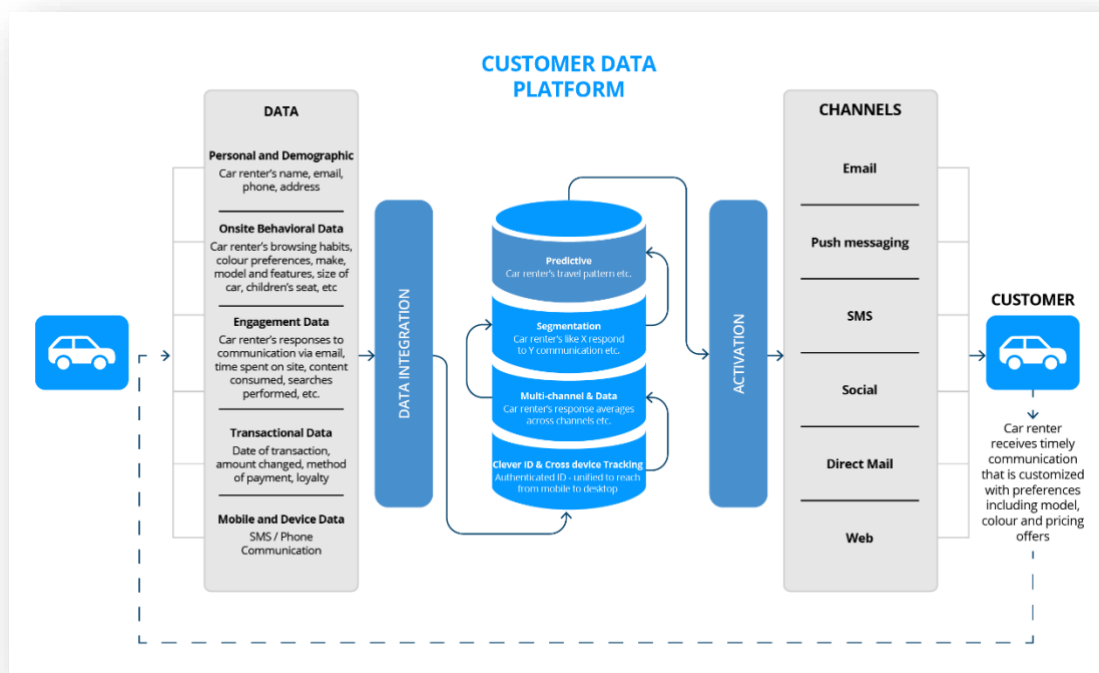 CUSTOMER DATA
PLATFORM
DATA
Personal and Demographic
Car renter's name, email,
phone, address
Onsite Behavioral Data
Car renter's browsing habits,
colour preferences, make,
model and features, size of
car, children's seat, etc
Engagement Data
Car renter's responses to
communication via email,
time spent on site, content
consumed, searches
performed, etc.
Transactional Data
Date of transaction,
amount changed, method
of payment, loyalty
Mobile and Device Data
SMS / Phone
Communication
DATA INTEGRATION
Predictive
Car renter's travel pattern etc.
Segmentation
Car renter's like X respond
to Y communication etc.
Multi-channel & Data
Car renter's response averages
across channels etc.
Clever ID & Cross device Tracking
Authenticated ID - unified to reach
from mobile to desktop
ACTIVATION
CHANNELS
Email
Push messaging
SMS
Social
Direct Mail
Web
CUSTOMER
Car renter
receives timely
communication
that is customized
with preferences
including model,
colour and pricing
offers